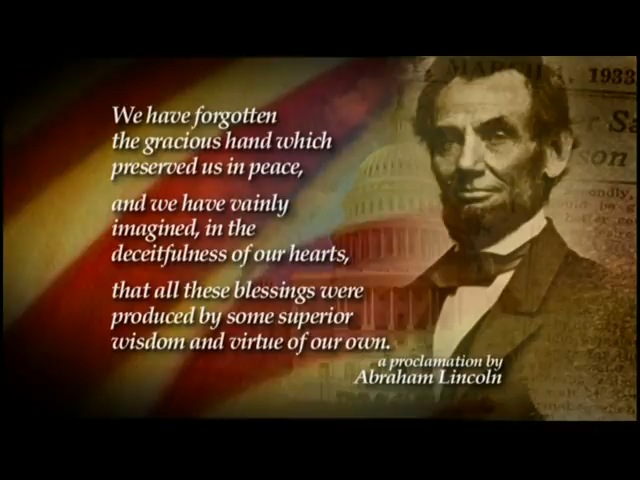 MARCH 1, 1933
We have forgotten
the gracious hand which
preserved us in peace,
and we have vainly
imagined, in the
deceitfulness of our hearts,
that all these blessings were
produced by some superior
wisdom and virtue of our own.
a proclamation by
Abraham Lincoln